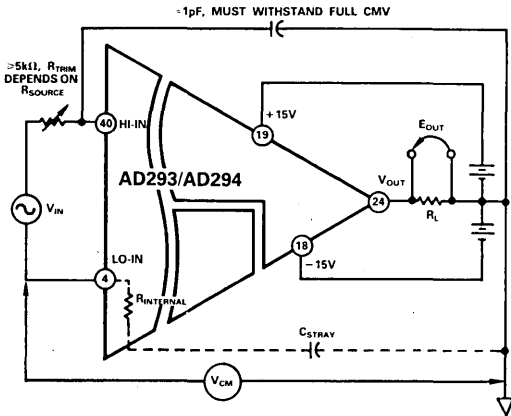 ≈1pF, MUST WITHSTAND FULL CMV
≥5kΩ, RTRIM
DEPENDS ON
RSOURCE
40
HI-IN
19
+15V
EOUT
AD293/AD294
VOUT
24
VIN
RL
LO-IN
4
18
−15V
RINTERNAL
CSTRAY
VCM